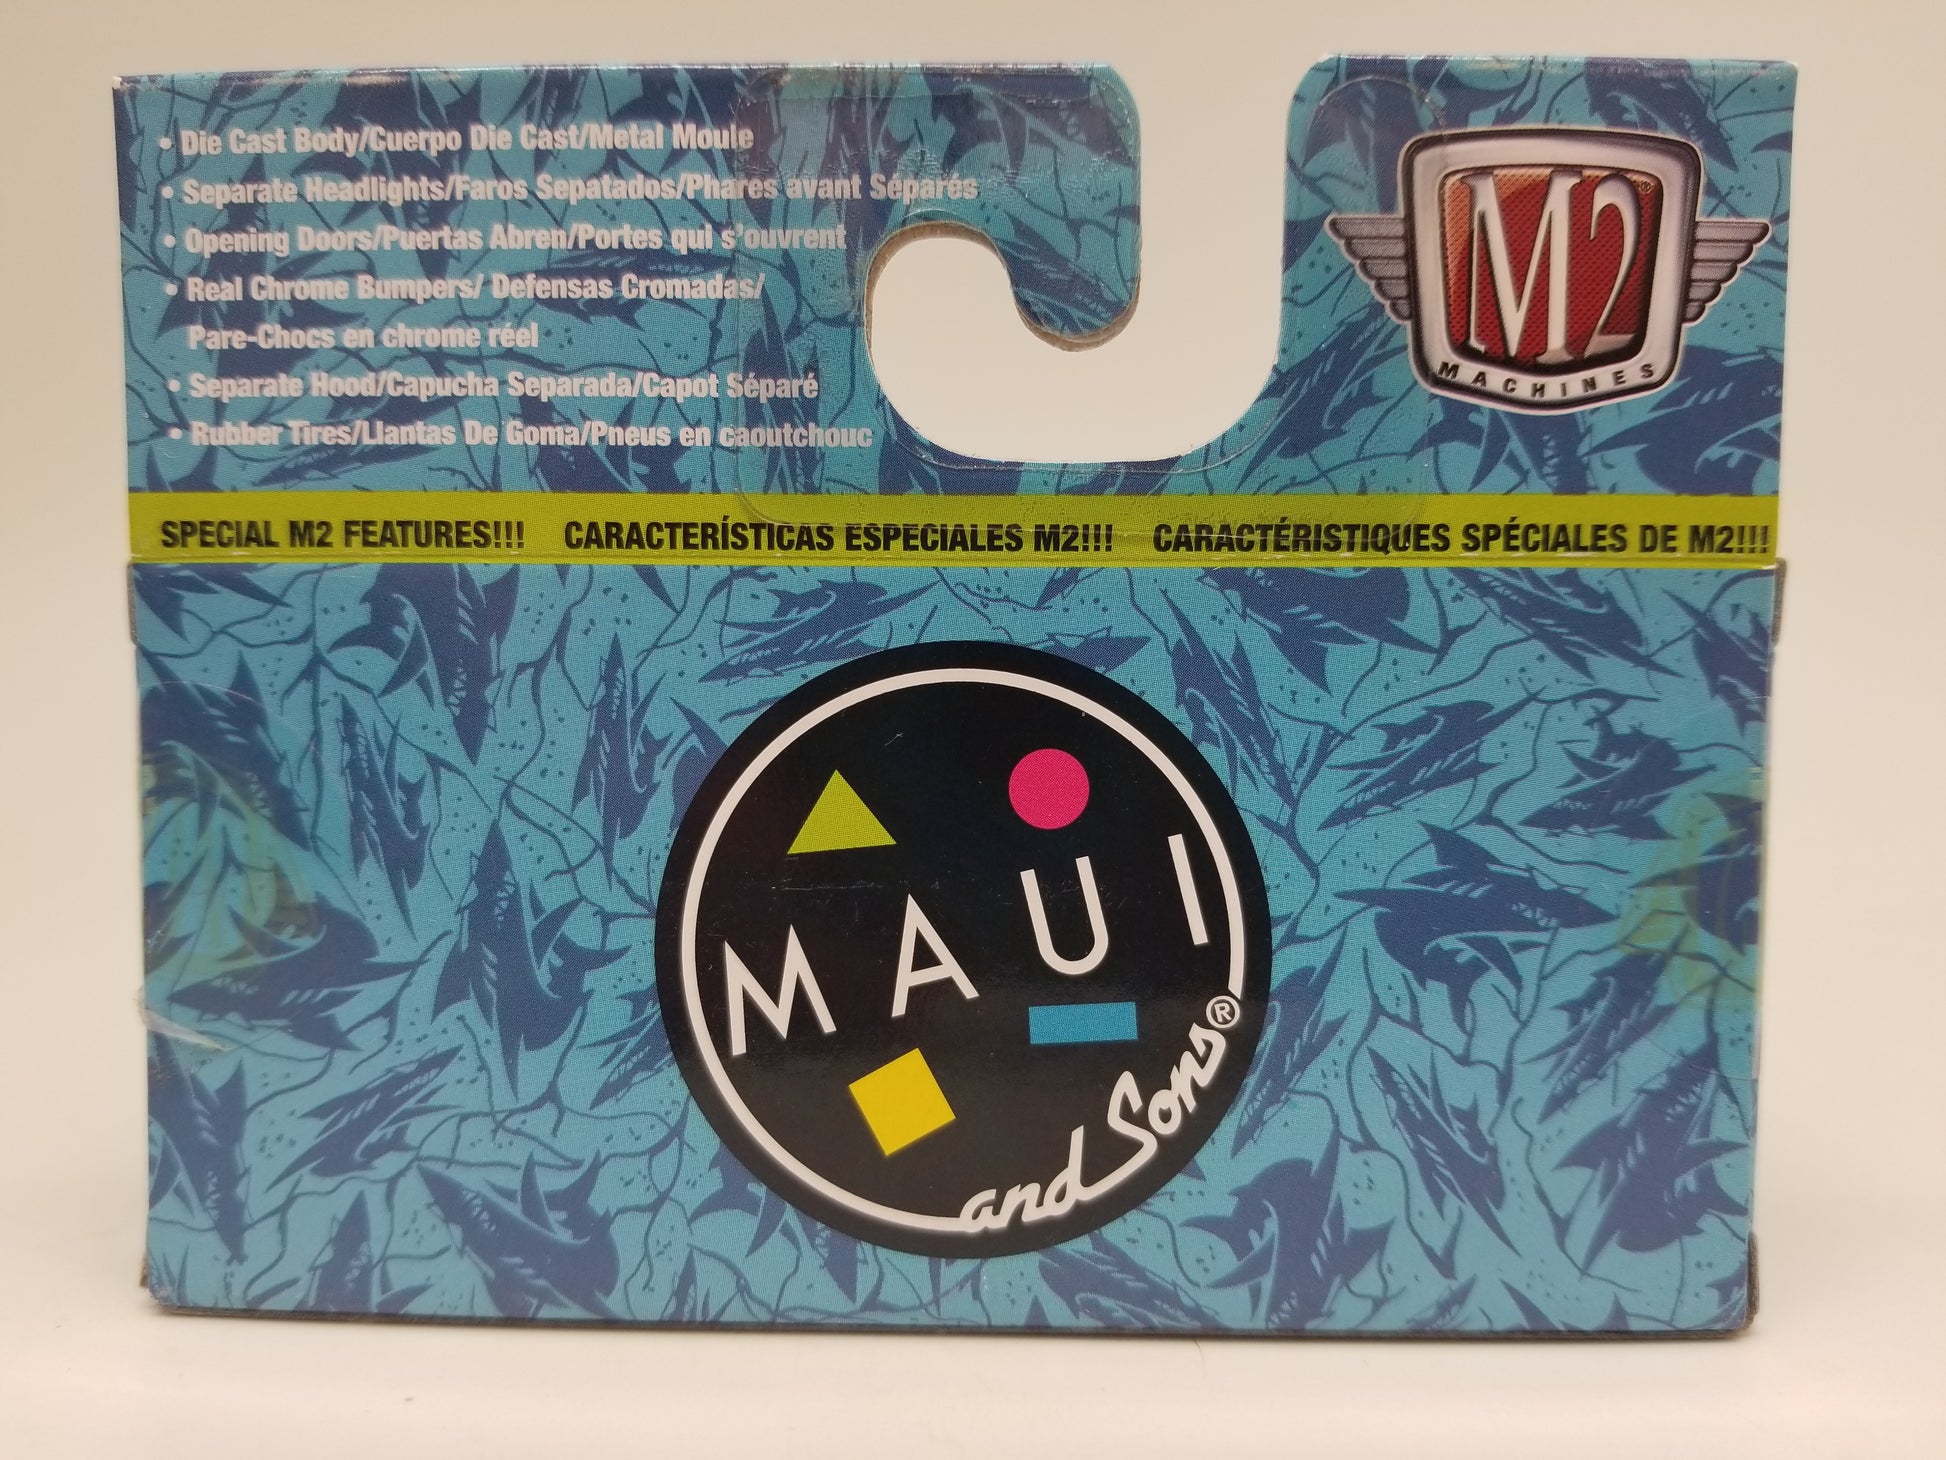 • Die Cast Body/Cuerpo Die Cast/Metal Moule
• Separate Headlights/Faros Sepatados/Phares avant Séparés
• Opening Doors/Puertas Abren/Portes qui s'ouvrent
• Real Chrome Bumpers/ Defensas Cromadas/
Pare-Chocs en chrome réel
• Separate Hood/Capucha Separada/Capot Séparé
• Rubber Tires/Llantas De Goma/Pneus en caoutchouc
M2®
MACHINES
SPECIAL M2 FEATURES!!! CARACTERÍSTICAS ESPECIALES M2!!! CARACTÉRISTIQUES SPÉCIALES DE M2!!!
MAUI
and Sons®